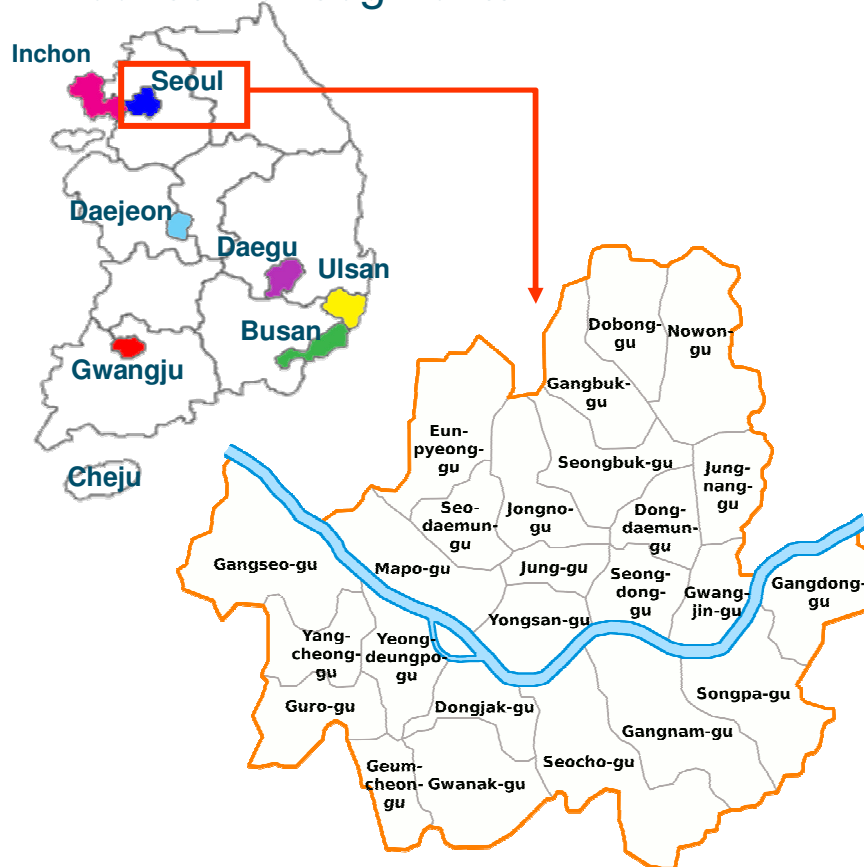 Inchon
Seoul
Daejeon
Daegu
Ulsan
Busan
Gwangju
Cheju
Dobong-
gu
Nowon-
gu
Gangbuk-
gu
Eun-
pyeong-
gu
Seongbuk-gu
Jung-
nang-
gu
Seo-
daemun-
gu
Jongno-
gu
Dong-
daemun-
gu
Gangseo-gu
Mapo-gu
Jung-gu
Seong-
dong-
gu
Gwang-
jin-gu
Gangdong-
gu
Yongsan-gu
Yang-
cheong-
gu
Yeong-
deungpo-
gu
Guro-gu
Dongjak-gu
Songpa-gu
Gangnam-gu
Geum-
cheon-
gu
Gwanak-gu
Seocho-gu